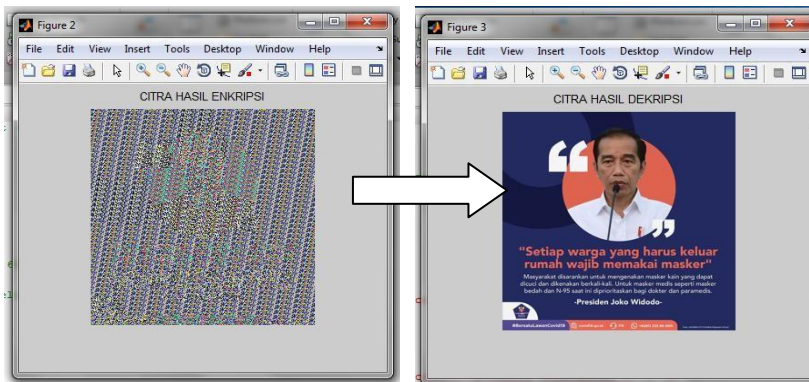 Figure 2
File Edit View Insert Tools Desktop Window Help
CITRA HASIL ENKRIPSI
Figure 3
File Edit View Insert Tools Desktop Window Help
CITRA HASIL DEKRIPSI
"Setiap warga yang harus keluar
rumah wajib memakai masker"
Masyarakat disarankan untuk mengenakan masker kain yang dapat
dicuci dan dikenakan berkali-kali. Untuk masker medis seperti masker
bedah dan N-95 saat ini diprioritaskan bagi dokter dan paramedis.
-Presiden Joko Widodo-
#BersatuLawanCovid19